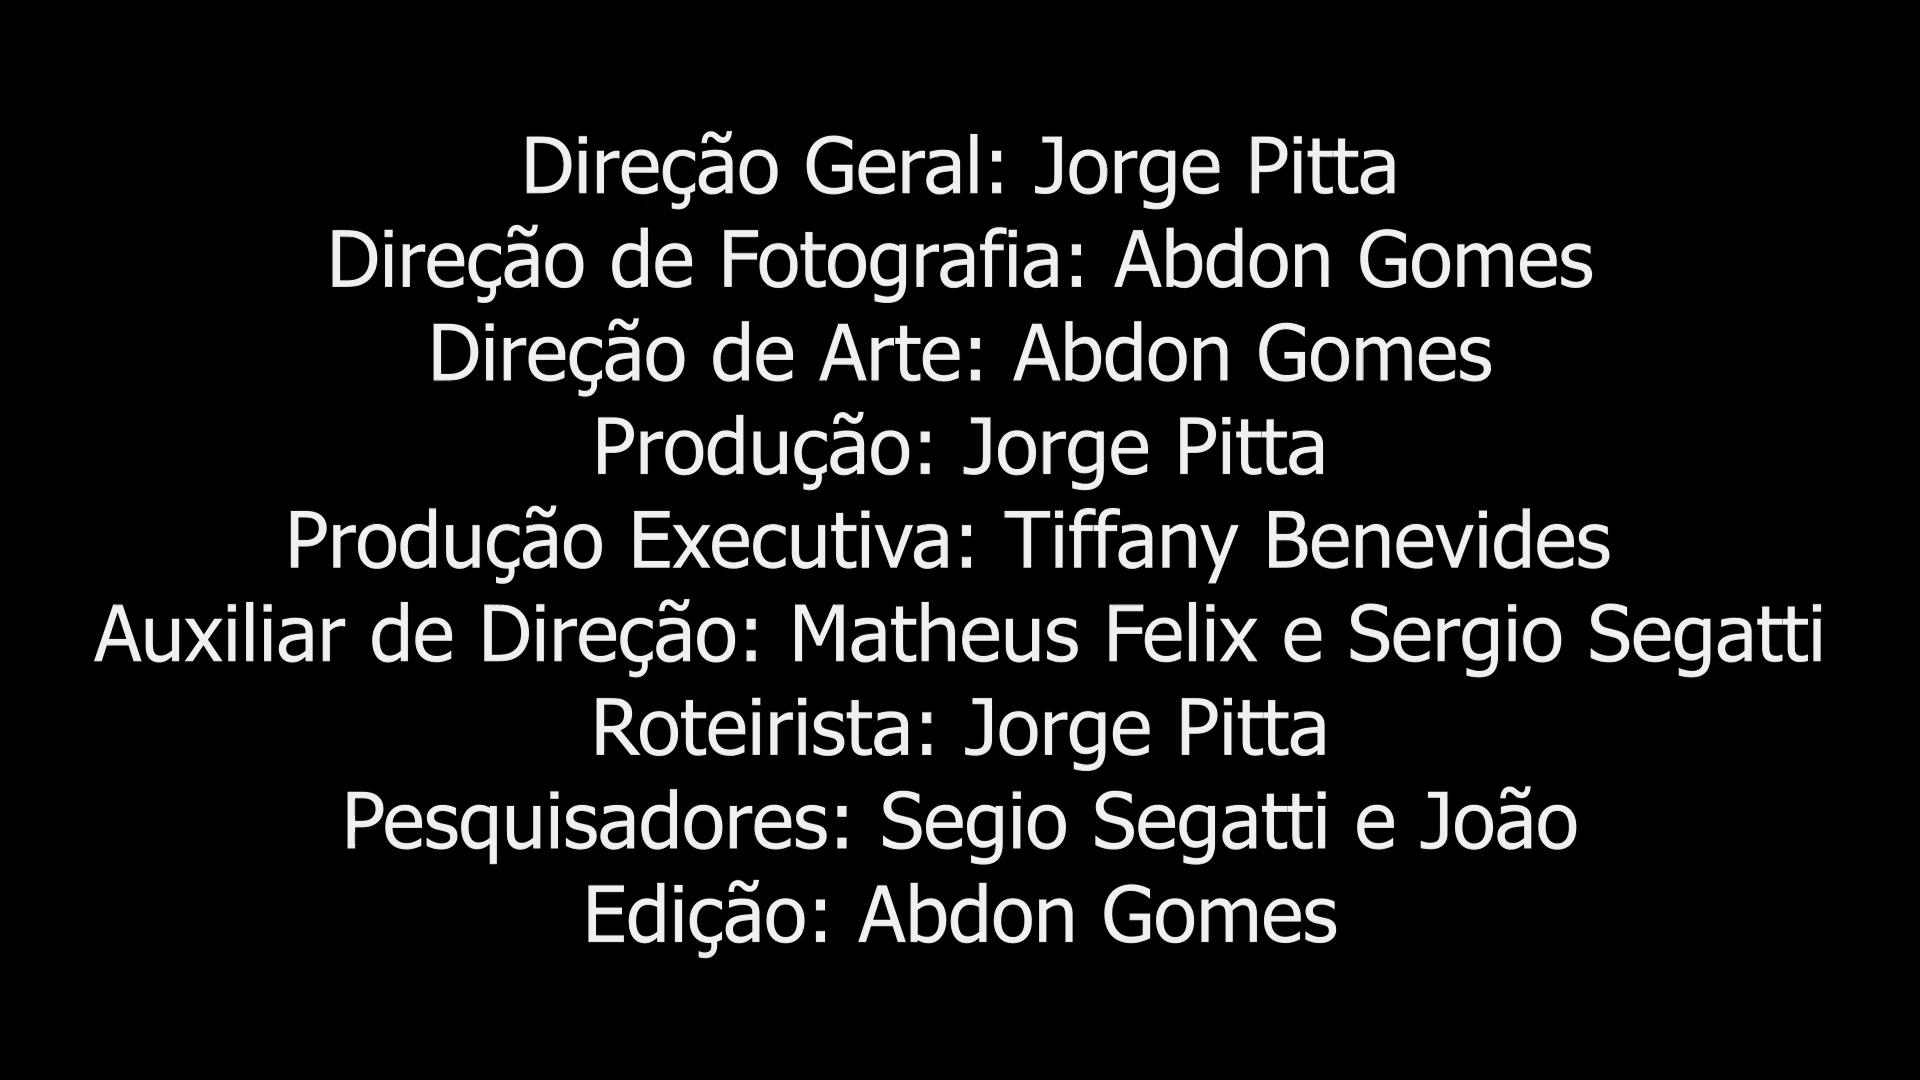 Direção Geral: Jorge Pitta
Direção de Fotografia: Abdon Gomes
Direção de Arte: Abdon Gomes
Produção: Jorge Pitta
Produção Executiva: Tiffany Benevides
Auxiliar de Direção: Matheus Felix e Sergio Segatti
Roteirista: Jorge Pitta
Pesquisadores: Segio Segatti e João
Edição: Abdon Gomes